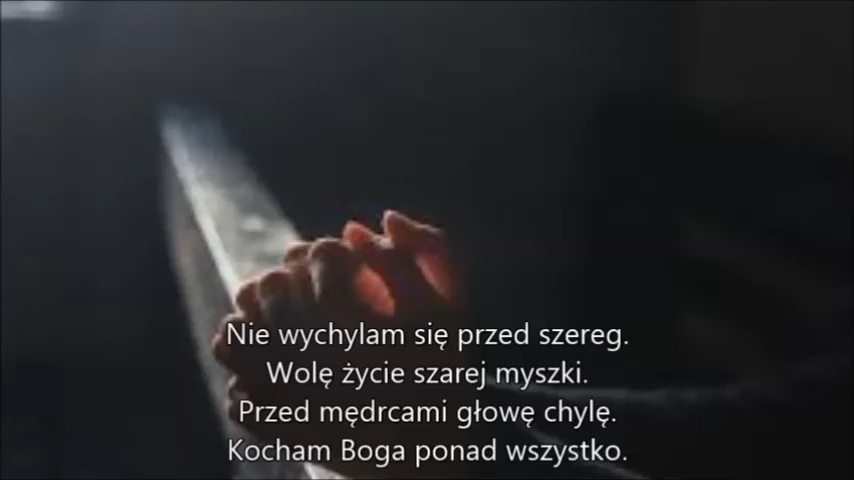 Nie wychylam się przed szereg.
Wolę życie szarej myszki.
Przed mędrcami głowę chylę.
Kocham Boga ponad wszystko.